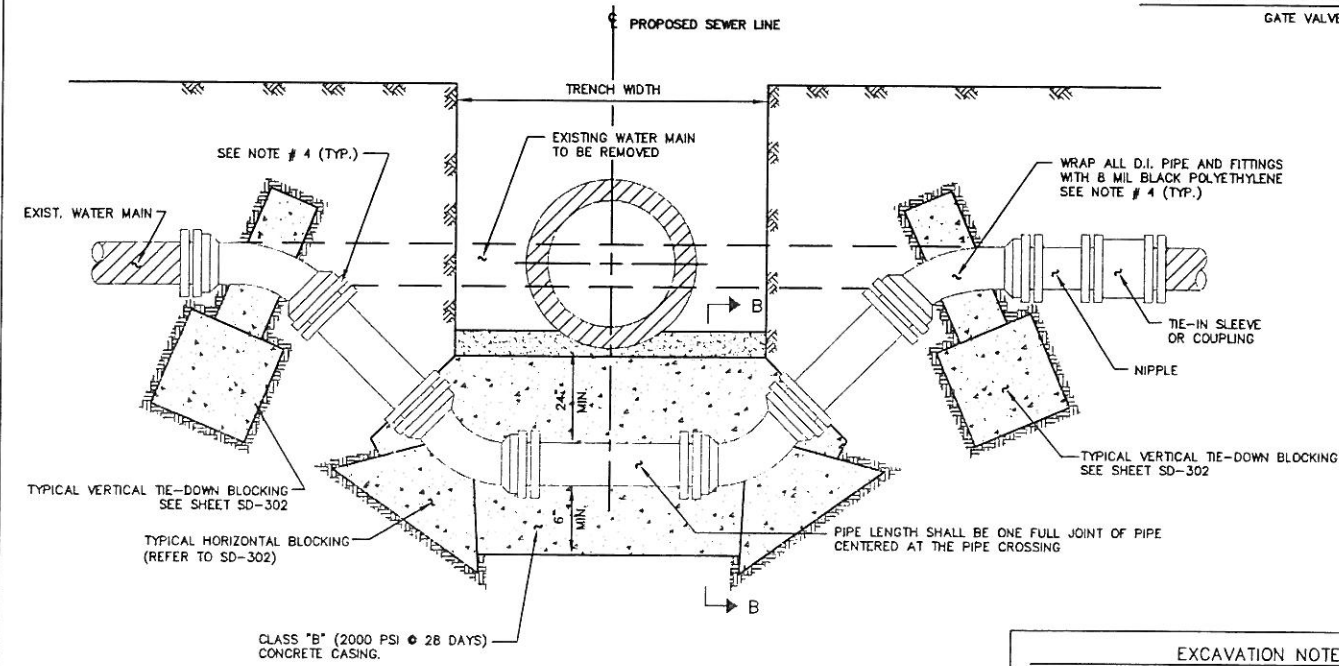 ℄ PROPOSED SEWER LINE
GATE VALVE
TRENCH WIDTH
SEE NOTE # 4 (TYP.)
EXISTING WATER MAIN
TO BE REMOVED
WRAP ALL D.I. PIPE AND FITTINGS
WITH 8 MIL BLACK POLYETHYLENE
SEE NOTE # 4 (TYP.)
EXIST. WATER MAIN
B
TIE-IN SLEEVE
OR COUPLING
NIPPLE
24"
MIN.
TYPICAL VERTICAL TIE-DOWN BLOCKING
SEE SHEET SD-302
TYPICAL VERTICAL TIE-DOWN BLOCKING
SEE SHEET SD-302
6"
MIN.
TYPICAL HORIZONTAL BLOCKING
(REFER TO SD-302)
PIPE LENGTH SHALL BE ONE FULL JOINT OF PIPE
CENTERED AT THE PIPE CROSSING
B
CLASS "B" (2000 PSI @ 28 DAYS)
CONCRETE CASING.
EXCAVATION NOTE